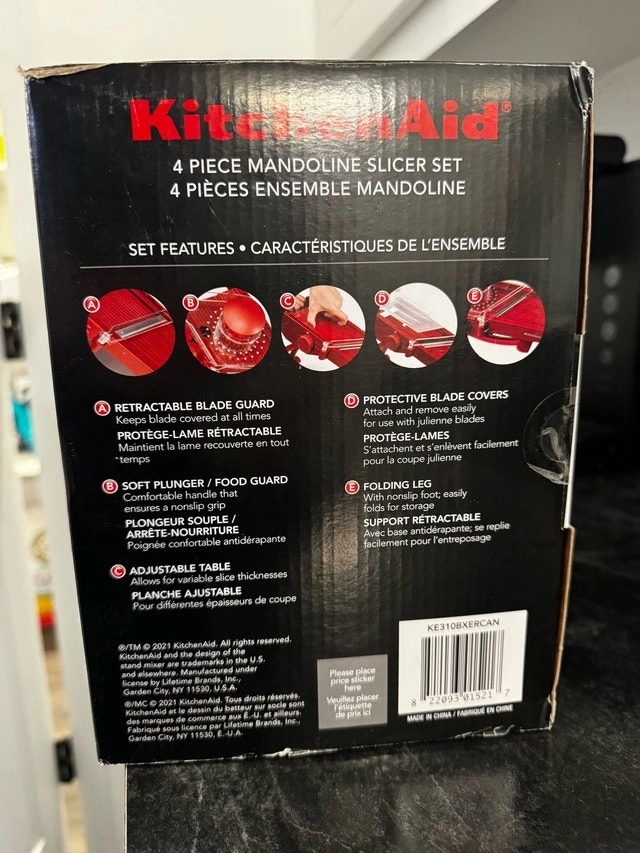 KitchenAid®
4 PIECE MANDOLINE SLICER SET
4 PIÈCES ENSEMBLE MANDOLINE
SET FEATURES • CARACTÉRISTIQUES DE L'ENSEMBLE
A B C D E
A RETRACTABLE BLADE GUARD
Keeps blade covered at all times
PROTÈGE-LAME RÉTRACTABLE
Maintient la lame recouverte en tout
temps
B SOFT PLUNGER / FOOD GUARD
Comfortable handle that
ensures a nonslip grip
PLONGEUR SOUPLE /
ARRÊTE-NOURRITURE
Poignée confortable antidérapante
C ADJUSTABLE TABLE
Allows for variable slice thicknesses
PLANCHE AJUSTABLE
Pour différentes épaisseurs de coupe
D PROTECTIVE BLADE COVERS
Attach and remove easily
for use with julienne blades
PROTÈGE-LAMES
S'attachent et s'enlèvent facilement
pour la coupe julienne
E FOLDING LEG
With nonslip foot; easily
folds for storage
SUPPORT RÉTRACTABLE
Avec base antidérapante; se replie
facilement pour l'entreposage
®/TM © 2021 KitchenAid. All rights reserved.
KitchenAid and the design of the
stand mixer are trademarks in the U.S.
and elsewhere. Manufactured under
license by Lifetime Brands, Inc.,
Garden City, NY 11530, U.S.A.
®/MC © 2021 KitchenAid. Tous droits réservés.
KitchenAid et le dessin du batteur sur socle sont
des marques de commerce aux É.-U. et ailleurs.
Fabriqué sous licence par Lifetime Brands, Inc.,
Garden City, NY 11530, É.-U.A.
Please place
price sticker
here
Veuillez placer
l'étiquette
de prix ici
KE310BXERCAN
8 22093 01521 7
MADE IN CHINA / FABRIQUÉ EN CHINE